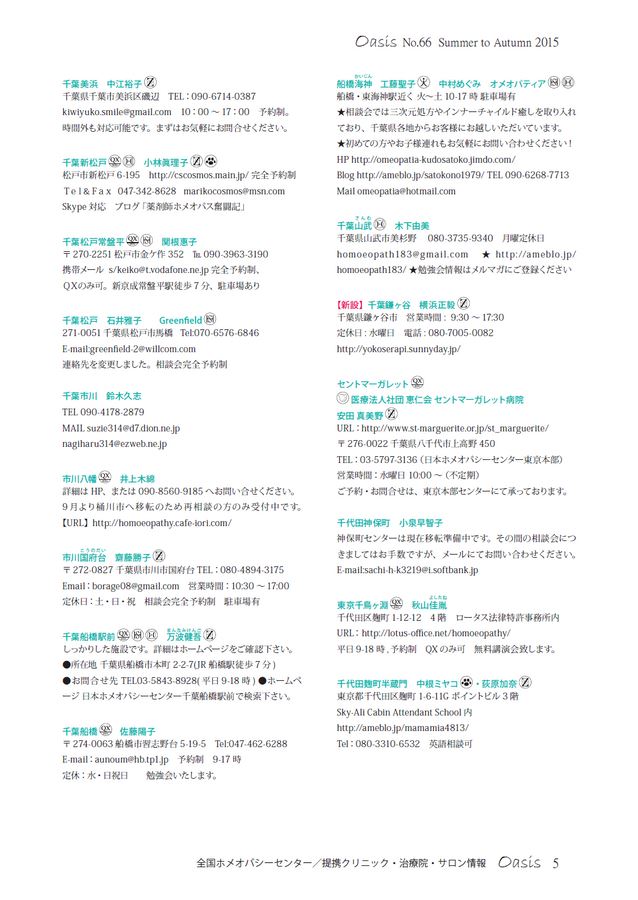 Oasis No.66 Summer to Autumn 2015
千葉美浜　中江裕子
千葉県千葉市美浜区磯辺　TEL：090-6714-0387
kiwiyuko.smile@gmail.com　10：00 ～ 17：00　予約制。
時間外も対応可能です。まずはお気軽にお問合せください。
千葉新松戸　小林眞理子
松戸市新松戸 6-195　http://cscosmos.main.jp/ 完全予約制
Ｔｅｌ＆Ｆａｘ 047-342-8628　marikocosmos@msn.com
Skype 対応　ブログ「薬剤師ホメオパス奮闘記」
千葉松戸常盤平　関根惠子
〒270-2251 松戸市金ケ作 352　℡ 090-3963-3190
携帯メール　s/keiko@t.vodafone.ne.jp 完全予約制、
ＱＸのみ可。新京成常盤平駅徒歩７分、駐車場あり
千葉松戸　石井雅子　Greenfield
271-0051 千葉県松戸市馬橋　Tel:070-6576-6846
E-mail:greenfield-2@willcom.com
連絡先を変更しました。相談会完全予約制
千葉市川　鈴木久志
TEL 090-4178-2879
MAIL suzie314@d7.dion.ne.jp
nagiharu314@ezweb.ne.jp
市川八幡　井上木綿
詳細は HP、または 090-8560-9185 へお問い合せください。
９月より桶川市へ移転のため再相談の方のみ受付中です。
【URL】http://homoeopathy.cafe-iori.com/
市川国府台　齋藤勝子
〒272-0827 千葉県市川市国府台 TEL：080-4894-3175
Email：borage08@gmail.com　営業時間：10:30 ～ 17:00
定休日：土・日・祝　相談会完全予約制　駐車場有
千葉船橋駅前　万波健吾
しっかりした施設です。詳細はホームページをご確認下さい。
●所在地 千葉県船橋市本町 2-2-7(JR 船橋駅徒歩７分 )
●お問合せ先 TEL03-5843-8928( 平日 9-18 時 ) ●ホームペ
ージ 日本ホメオパシーセンター千葉船橋駅前で検索下さい。
千葉船橋　佐藤陽子
〒274-0063 船橋市習志野台 5-19-5　Tel:047-462-6288
E-mail：aunoum@hb.tp1.jp　予約制　9-17 時
定休：水・日祝日　　勉強会いたします。
船橋海神　工藤聖子　中村めぐみ　オメオパティア
船橋・東海神駅近く 火～土 10-17 時 駐車場有
★相談会では三次元処方やインナーチャイルド癒しを取り入れ
ており、千葉県各地からお客様にお越しいただいています。
★初めての方やお子様連れもお気軽にお問い合わせください！
HP http://omeopatia-kudosatoko.jimdo.com/
Blog http://ameblo.jp/satokono1979/ TEL 090-6268-7713
Mail omeopatia@hotmail.com
千葉山武　木下由美
千葉県山武市美杉野　080-3735-9340　月曜定休日
homoeopath183@gmail.com　★ http://ameblo.jp/
homoeopath183/ ★勉強会情報はメルマガにご登録ください
【新設】千葉鎌ヶ谷　横浜正毅
千葉県鎌ヶ谷市　営業時間：9:30 ～ 17:30
定休日：水曜日　電話：080-7005-0082
http://yokoserapi.sunnyday.jp/
セントマーガレット
医療法人社団 恵仁会 セントマーガレット病院
安田 真美野
URL：http://www.st-marguerite.or.jp/st_marguerite/
〒276-0022 千葉県八千代市上高野 450
TEL：03-5797-3136（日本ホメオパシーセンター東京本部）
営業時間：水曜日 10:00 ～（不定期）
ご予約・お問合せは、東京本部センターにて承っております。
千代田神保町　小泉早智子
神保町センターは現在移転準備中です。その間の相談会につ
きましてはお手数ですが、メールにてお問い合わせください。
E-mail:sachi-h-k3219@i.softbank.jp
東京千鳥ヶ淵　秋山佳胤
千代田区麹町 1-12-12　４階　ロータス法律特許事務所内
URL：http://lotus-office.net/homoeopathy/
平日 9-18 時、予約制　QX のみ可　無料講演会致します。
千代田麹町半蔵門　中根ミヤコ・荻原加奈
東京都千代田区麹町 1-6-11G ポイントビル３階
Sky-Ali Cabin Attendant School 内
http://ameblo.jp/mamamia4813/
Tel：080-3310-6532　英語相談可
全国ホメオパシーセンター／提携クリニック・治療院・サロン情報　Oasis　5